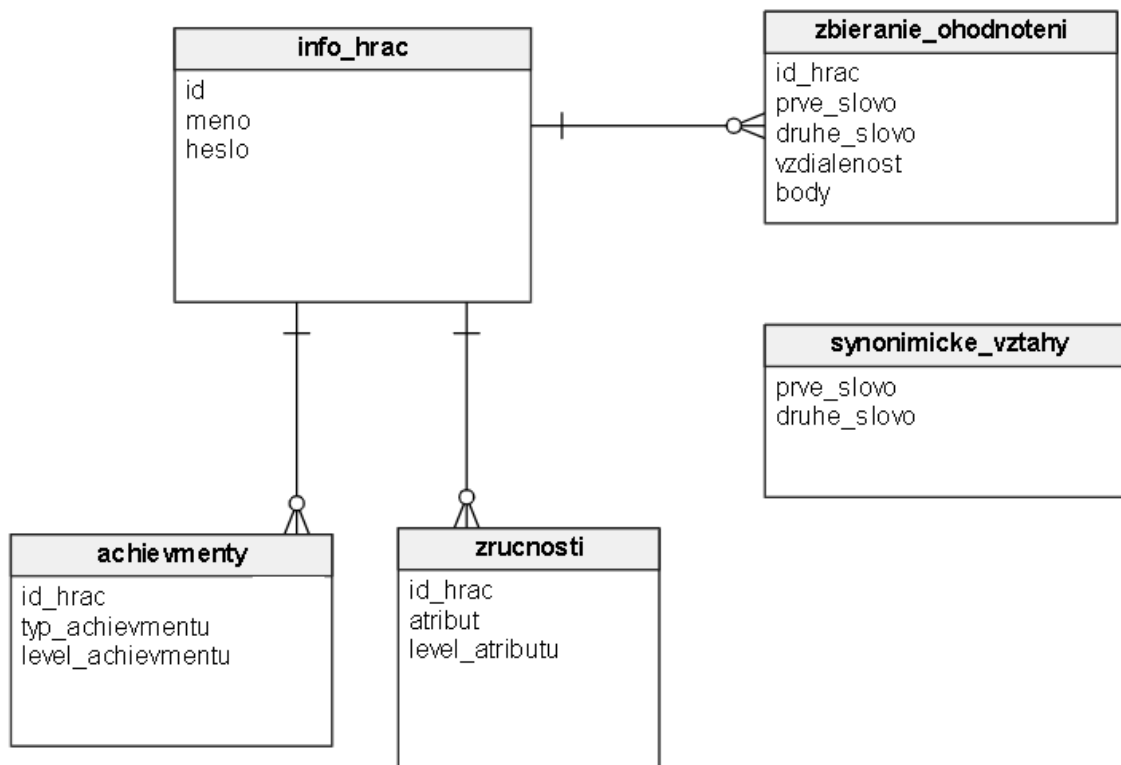 info_hrac
id
meno
heslo
zbieranie_ohodnoteni
id_hrac
prve_slovo
druhe_slovo
vzdialenost
body
synonimicke_vztahy
prve_slovo
druhe_slovo
achievmenty
id_hrac
typ_achievmentu
level_achievmentu
zrucnosti
id_hrac
atribut
level_atributu